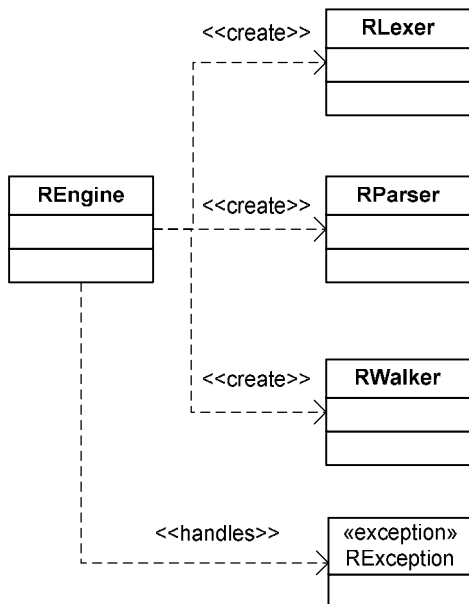 <<create>>
RLexer
REngine
<<create>>
RParser
<<create>>
RWalker
<<handles>>
«exception»
RException